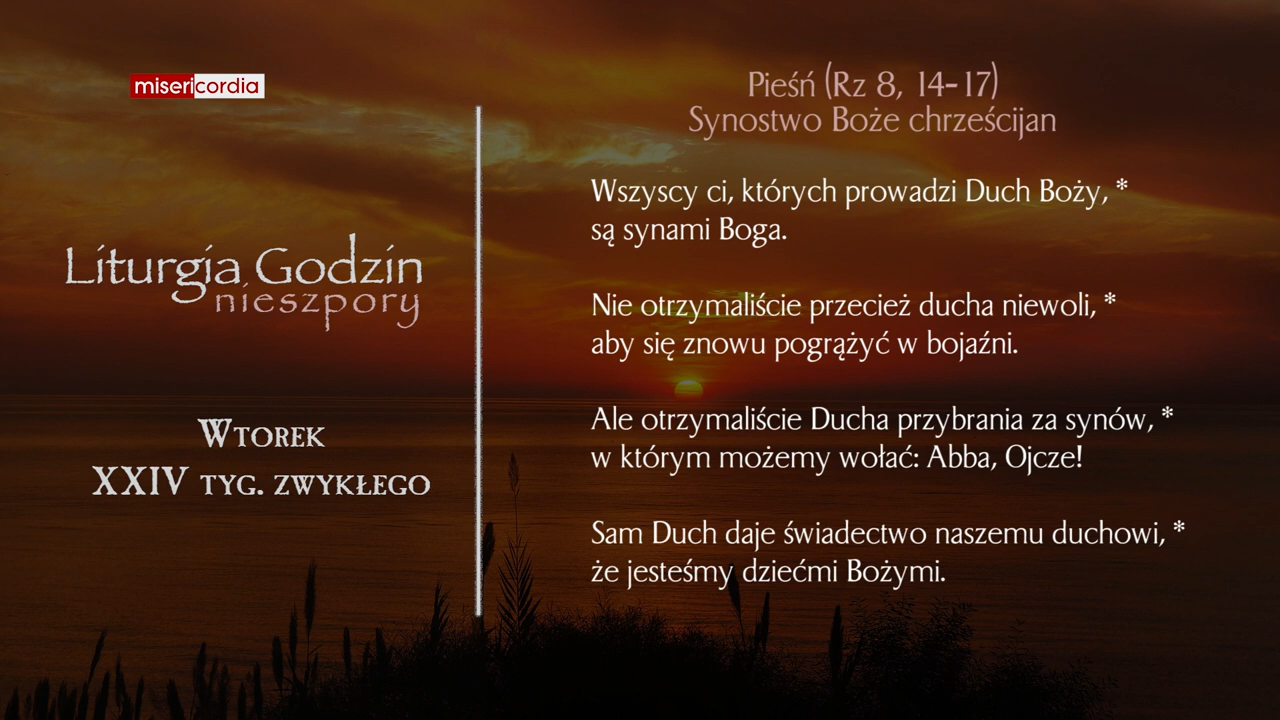 misericordia
Liturgia Godzin
nieszpory
Wtorek
XXIV tyg. zwykłego
Pieśń (Rz 8, 14-17)
Synostwo Boże chrześcijan
Wszyscy ci, których prowadzi Duch Boży, *
są synami Boga.
Nie otrzymaliście przecież ducha niewoli, *
aby się znowu pogrążyć w bojaźni.
Ale otrzymaliście Ducha przybrania za synów, *
w którym możemy wołać: Abba, Ojcze!
Sam Duch daje świadectwo naszemu duchowi, *
że jesteśmy dziećmi Bożymi.